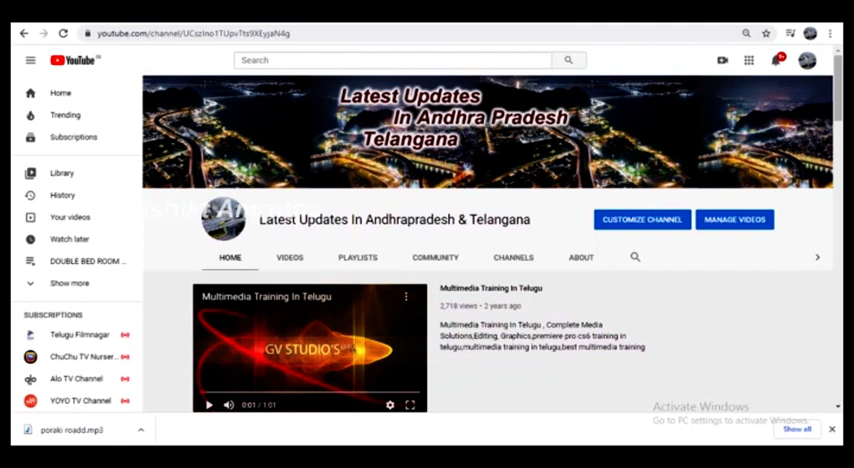 youtube.com/channel/UCszIno1TUpvTts9XEyjaN4g
YouTube
Search
9+
Home
Trending
Subscriptions
Library
History
Your videos
Watch later
DOUBLE BED ROOM ...
Show more
SUBSCRIPTIONS
Telugu Filmnagar
ChuChu TV Nurser...
Alo TV Channel
YOYO TV Channel
Latest Updates
In Andhra Pradesh
Telangana
Latest Updates In Andhrapradesh & Telangana
CUSTOMIZE CHANNEL
MANAGE VIDEOS
HOME VIDEOS PLAYLISTS COMMUNITY CHANNELS ABOUT
Multimedia Training In Telugu
GV STUDIO'S
0:01 / 1:01
Multimedia Training In Telugu
2,718 views • 2 years ago
Multimedia Training In Telugu , Complete Media
Solutions,Editing, Graphics,premiere pro cs6 training in
telugu,multimedia training in telugu,best multimedia training
Activate Windows
Go to PC settings to activate Windows.
poraki roadd.mp3
Show all